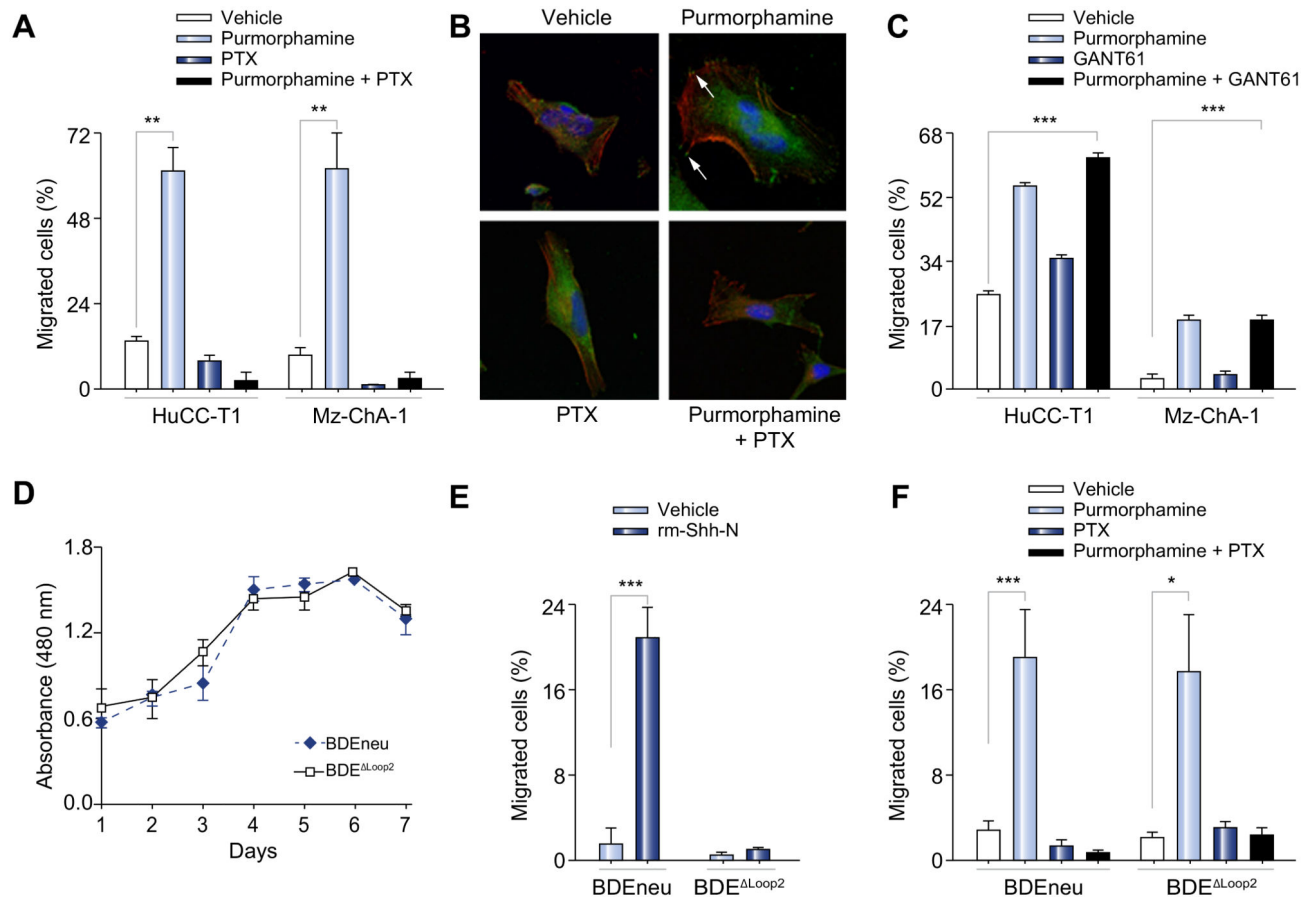 A
Vehicle
Purmorphamine
PTX
Purmorphamine + PTX
**
**
72
48
24
0
Migrated cells (%)
HuCC-T1
Mz-ChA-1
B
Vehicle
Purmorphamine
PTX
Purmorphamine
+ PTX
C
Vehicle
Purmorphamine
GANT61
Purmorphamine + GANT61
***
***
68
52
34
17
0
Migrated cells (%)
HuCC-T1
Mz-ChA-1
D
1.8
1.2
0.6
0.0
Absorbance (480 nm)
BDEneu
BDE^ΔLoop2
1 2 3 4 5 6 7
Days
E
Vehicle
rm-Shh-N
***
24
16
8
0
Migrated cells (%)
BDEneu
BDE^ΔLoop2
F
Vehicle
Purmorphamine
PTX
Purmorphamine + PTX
***
*
24
16
8
0
Migrated cells (%)
BDEneu
BDE^ΔLoop2